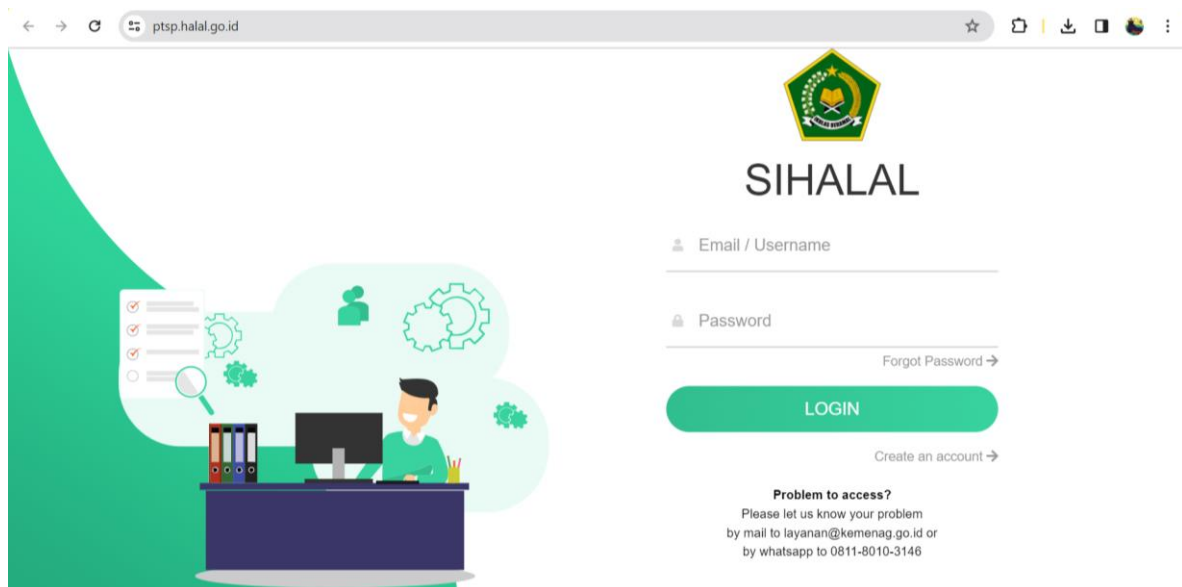 ptsp.halal.go.id
SIHALAL
Email / Username
Password
Forgot Password →
LOGIN
Create an account →
Problem to access?
Please let us know your problem
by mail to layanan@kemenag.go.id or
by whatsapp to 0811-8010-3146